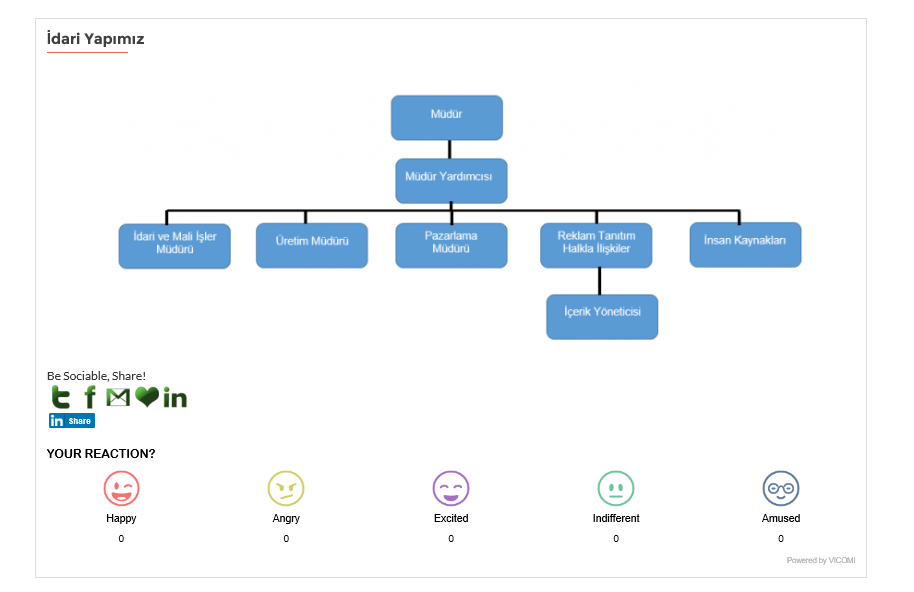 İdari Yapımız
Müdür
Müdür Yardımcısı
İdari ve Mali İşler
Müdürü
Üretim Müdürü
Pazarlama
Müdürü
Reklam Tanıtım
Halkla İlişkiler
İnsan Kaynakları
İçerik Yöneticisi
Be Sociable, Share!
in Share
YOUR REACTION?
Happy
Angry
Excited
Indifferent
Amused
0
0
0
0
0
Powered by VICOMI